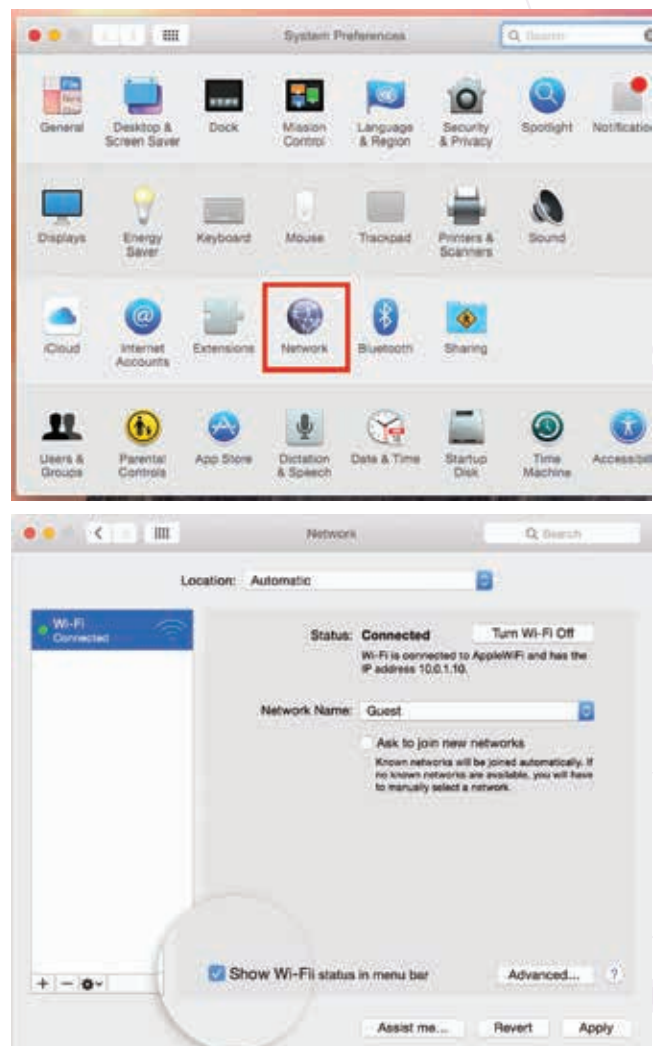 System Preferences
Search
General
Desktop &
Screen Saver
Dock
Mission
Control
Language
& Region
Security
& Privacy
Spotlight
Notification
Displays
Energy
Saver
Keyboard
Mouse
Trackpad
Printers &
Scanners
Sound
iCloud
Internet
Accounts
Extensions
Network
Bluetooth
Sharing
Users &
Groups
Parental
Controls
App Store
Dictation
& Speech
Date & Time
Startup
Disk
Time
Machine
Accessibilit
Network
Search
Location: Automatic
Wi-Fi
Connected
Status: Connected
Turn Wi-Fi Off
Wi-Fi is connected to AppleWiFi and has the
IP address 10.0.1.10.
Network Name: Guest
Ask to join new networks
Known networks will be joined automatically. If
no known networks are available, you will have
to manually select a network.
Show Wi-Fii status in menu bar
Advanced... ?
Assist me... Revert Apply